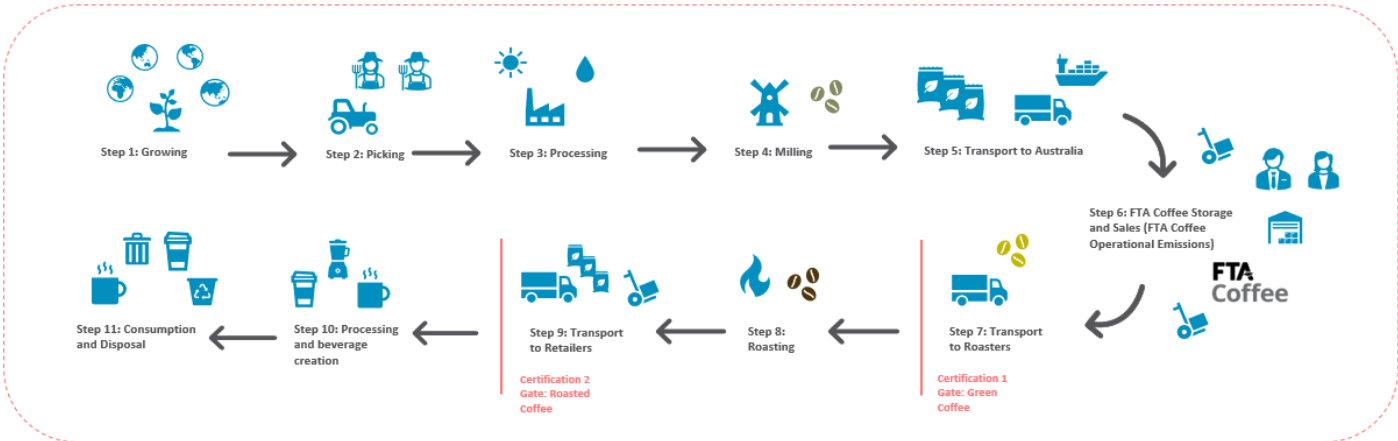 Step 1: Growing
Step 2: Picking
Step 3: Processing
Step 4: Milling
Step 5: Transport to Australia
Step 6: FTA Coffee Storage
and Sales (FTA Coffee
Operational Emissions)
FTA
Coffee
Step 7: Transport
to Roasters
Certification 1
Gate: Green
Coffee
Step 8:
Roasting
Step 9: Transport
to Retailers
Certification 2
Gate: Roasted
Coffee
Step 10: Processing
and beverage
creation
Step 11: Consumption
and Disposal